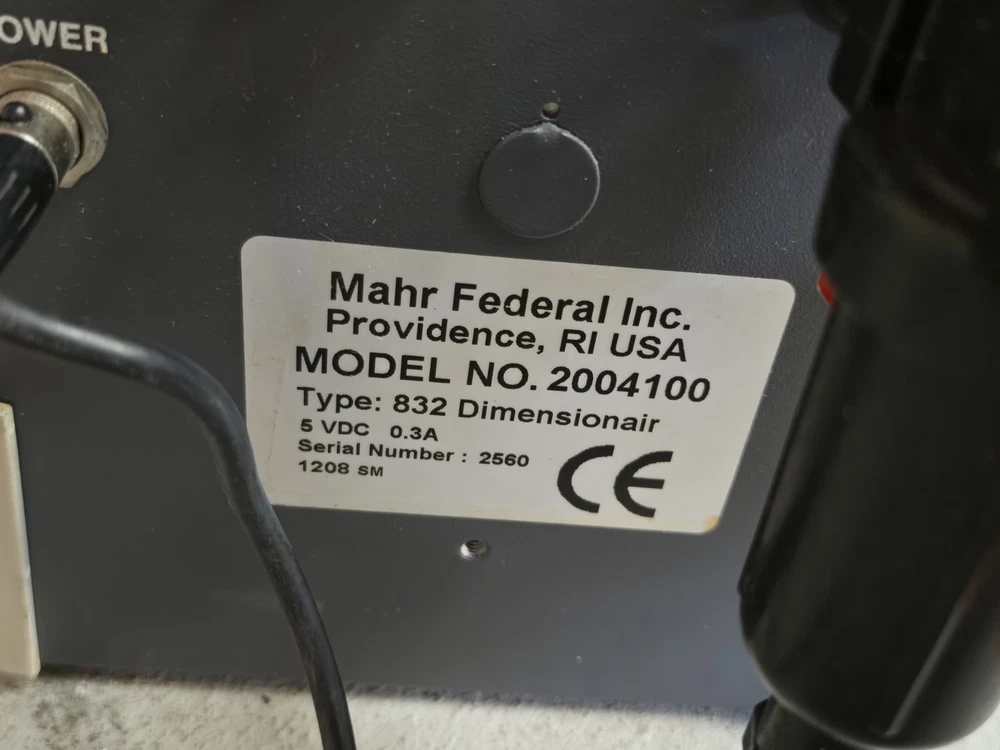 OWER
Mahr Federal Inc.
Providence, RI USA
MODEL NO. 2004100
Type: 832 Dimensionair
5 VDC 0.3A
Serial Number : 2560
1208 SM
CE